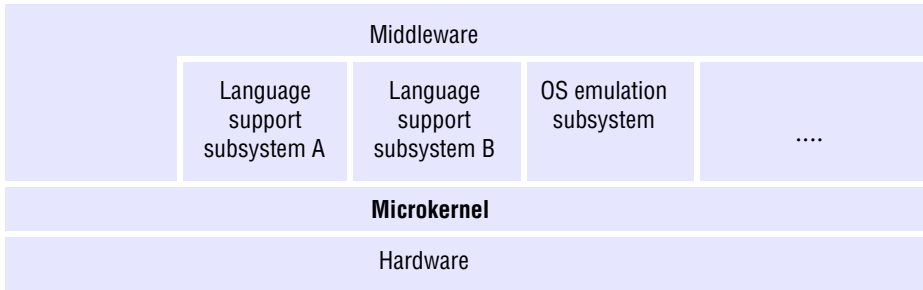 Middleware
Language
support
subsystem A
Language
support
subsystem B
OS emulation
subsystem
....
Microkernel
Hardware